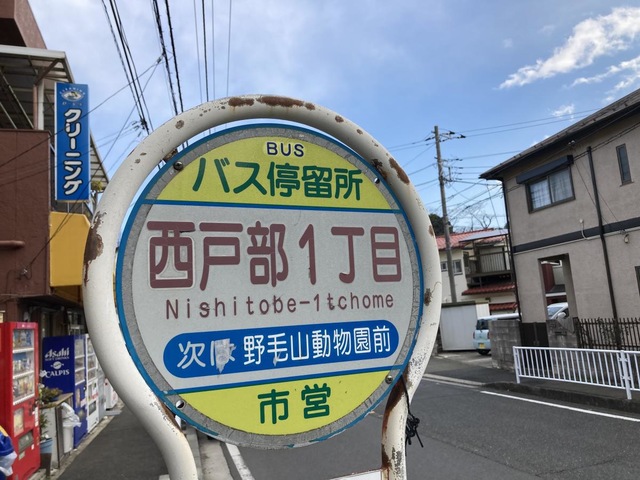 クリーニング
BUS
バス停留所
西戸部1丁目
Nishitobe-1tchome
次は 野毛山動物園前
市営
Asahi
CALPIS